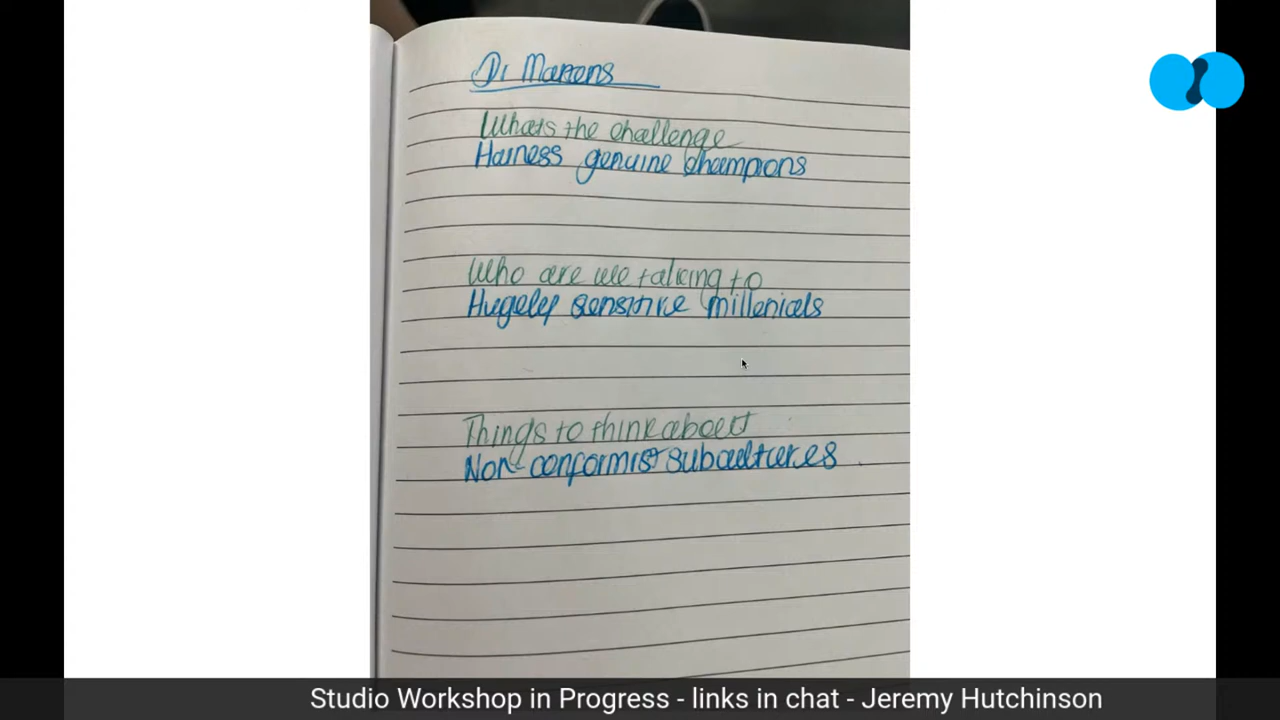 Dr Martens
Whats the challenge
Harness genuine champions
Who are we talking to
Hugely sensitive millenials
Things to think about
Non-conformist subcultures
Studio Workshop in Progress - links in chat - Jeremy Hutchinson